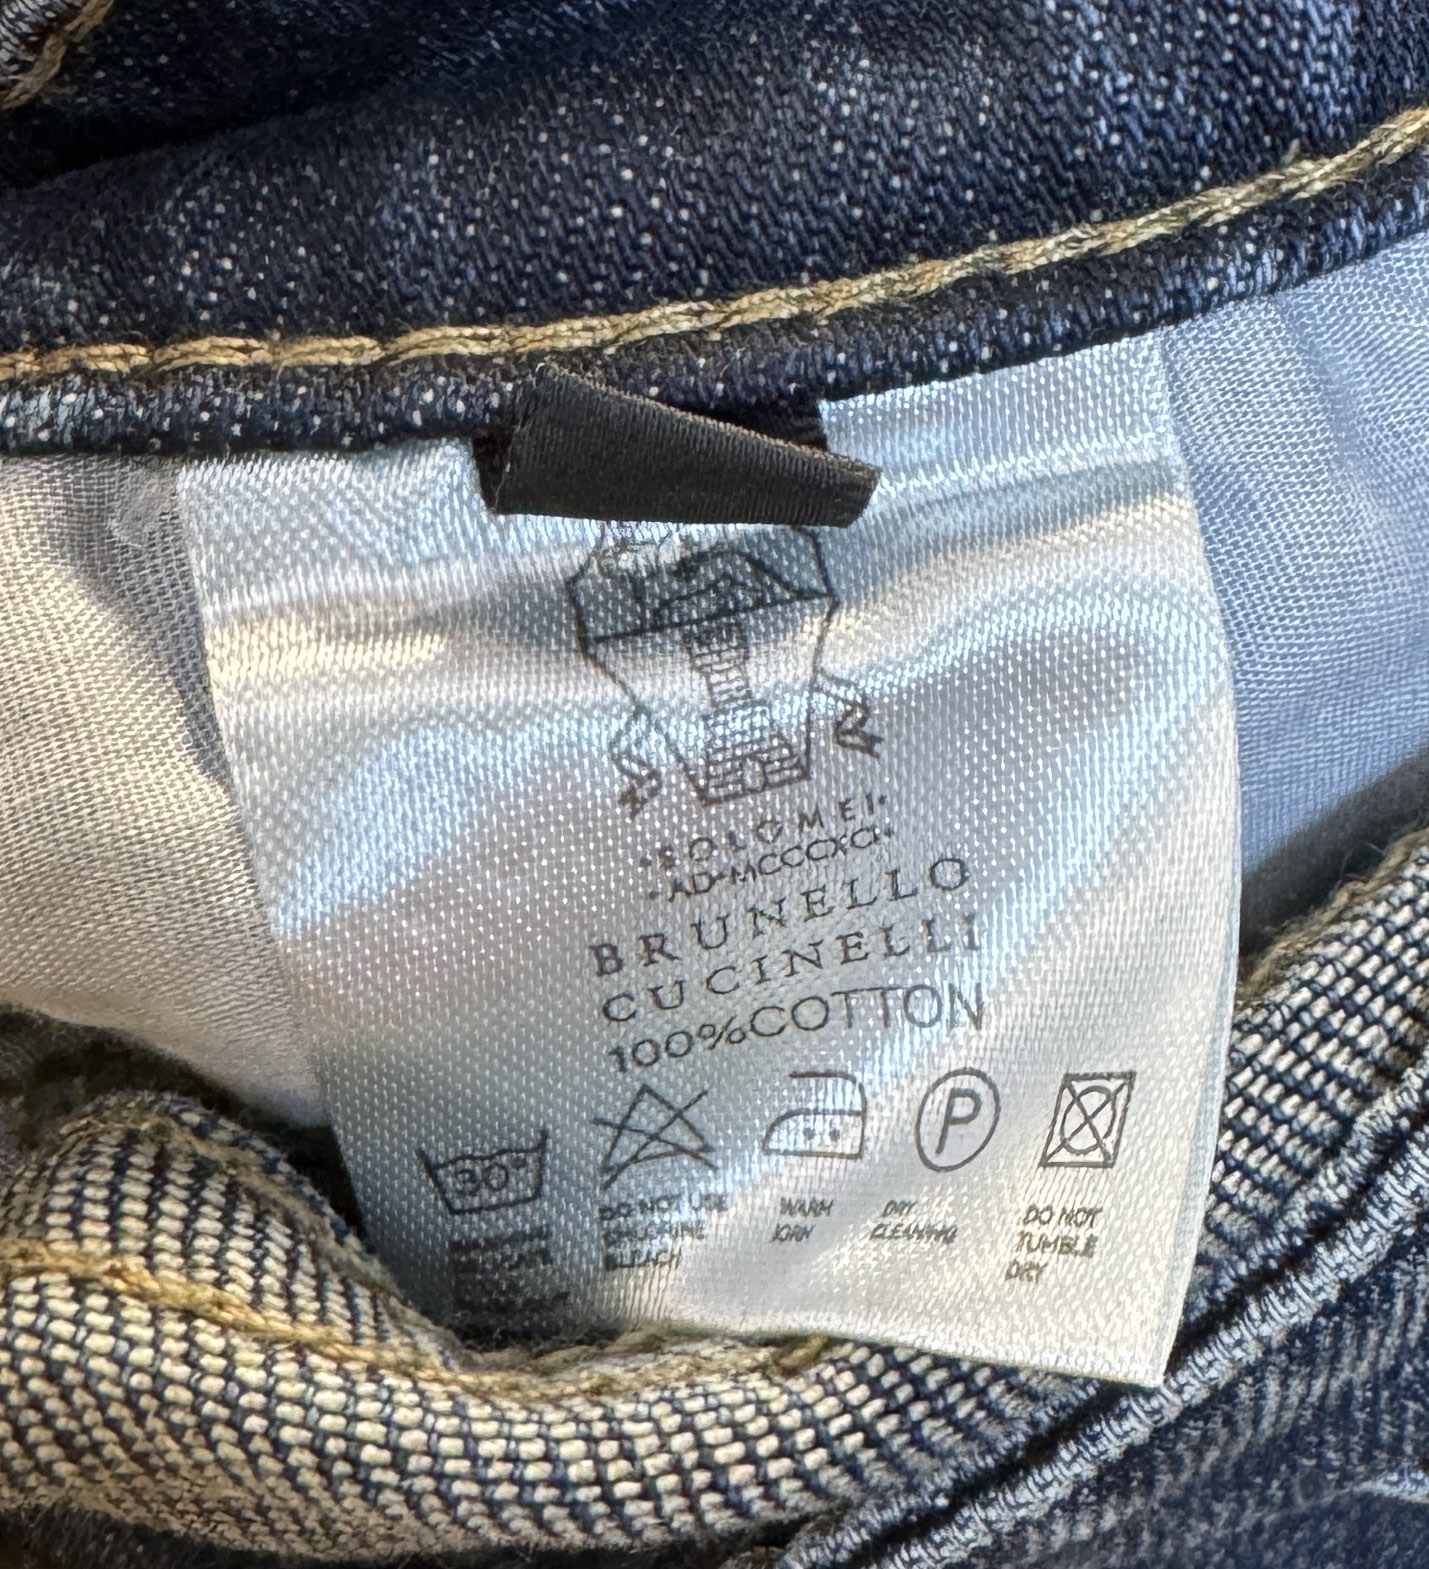 ·SOLOMEI·
·AD·MCCCXCI·
BRUNELLO
CUCINELLI
100%COTTON
30°
P
DO NOT USE
CHLORINE
BLEACH
WARM
IORN
DRY
CLEANING
DO NOT
TUMBLE
DRY